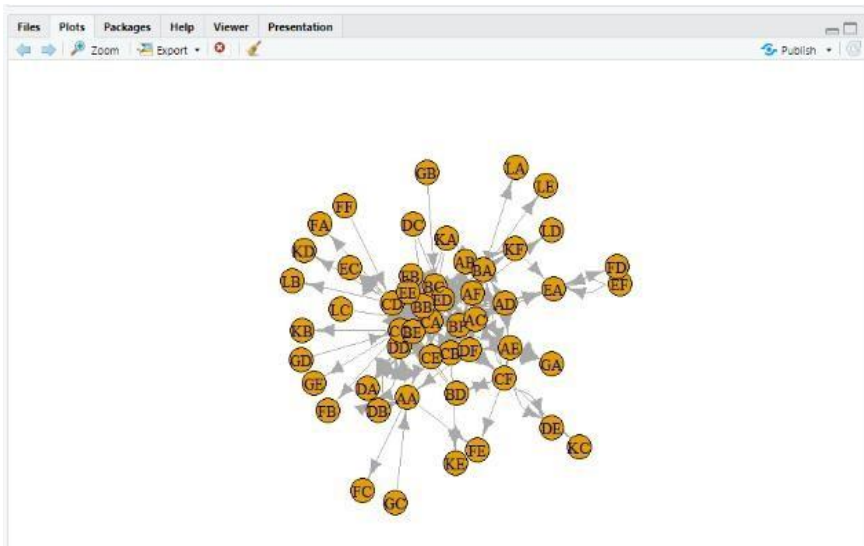 Files Plots Packages Help Viewer Presentation
Zoom Export Publish
GB LA
LE
FF
FA DC KA LD
KD KF
EC AB BA FD
LB EB BC EA EF
EE ED AF
CD BB AD
LC CA AC
KB BE BF
GD DD CE CB DF AE GA
GE DA CF
AA BD
FB DB DE
FE KC
KE
FC GC